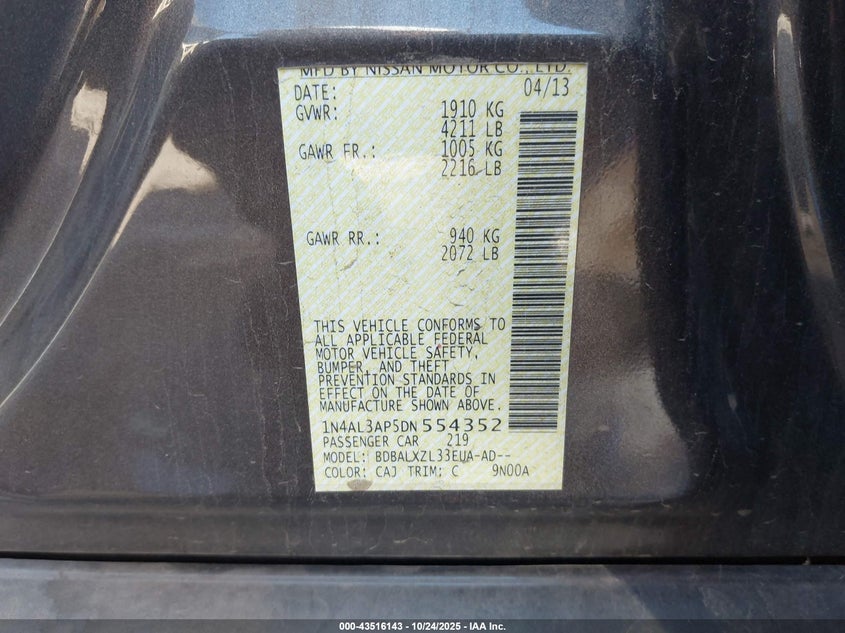 MFD BY NISSAN MOTOR CO., LTD.
DATE: 04/13
GVWR: 1910 KG
4211 LB
GAWR FR.: 1005 KG
2216 LB
GAWR RR.: 940 KG
2072 LB
THIS VEHICLE CONFORMS TO
ALL APPLICABLE FEDERAL
MOTOR VEHICLE SAFETY,
BUMPER, AND THEFT
PREVENTION STANDARDS IN
EFFECT ON THE DATE OF
MANUFACTURE SHOWN ABOVE.
1N4AL3AP5DN554352
PASSENGER CAR 219
MODEL: BDBALXZL33EUA-AD--
COLOR: CAJ TRIM: C 9N00A
000-43516143 - 10/24/2025 - IAA Inc.